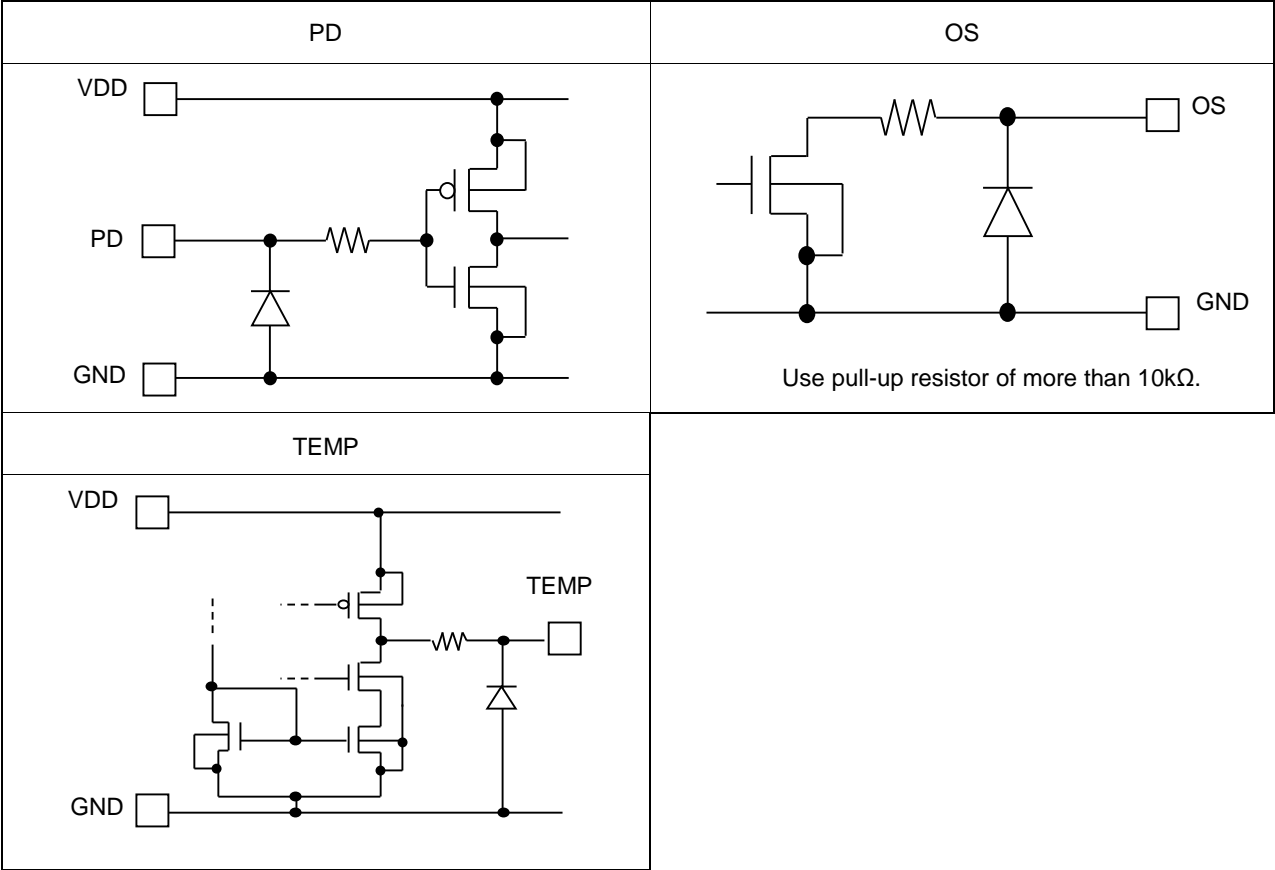 PD
OS
VDD
PD
GND
OS
GND
Use pull-up resistor of more than 10kΩ.
TEMP
VDD
TEMP
GND